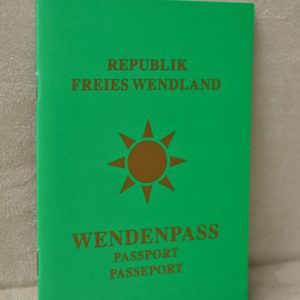 REPUBLIK
FREIES WENDLAND
WENDENPASS
PASSPORT
PASSEPORT